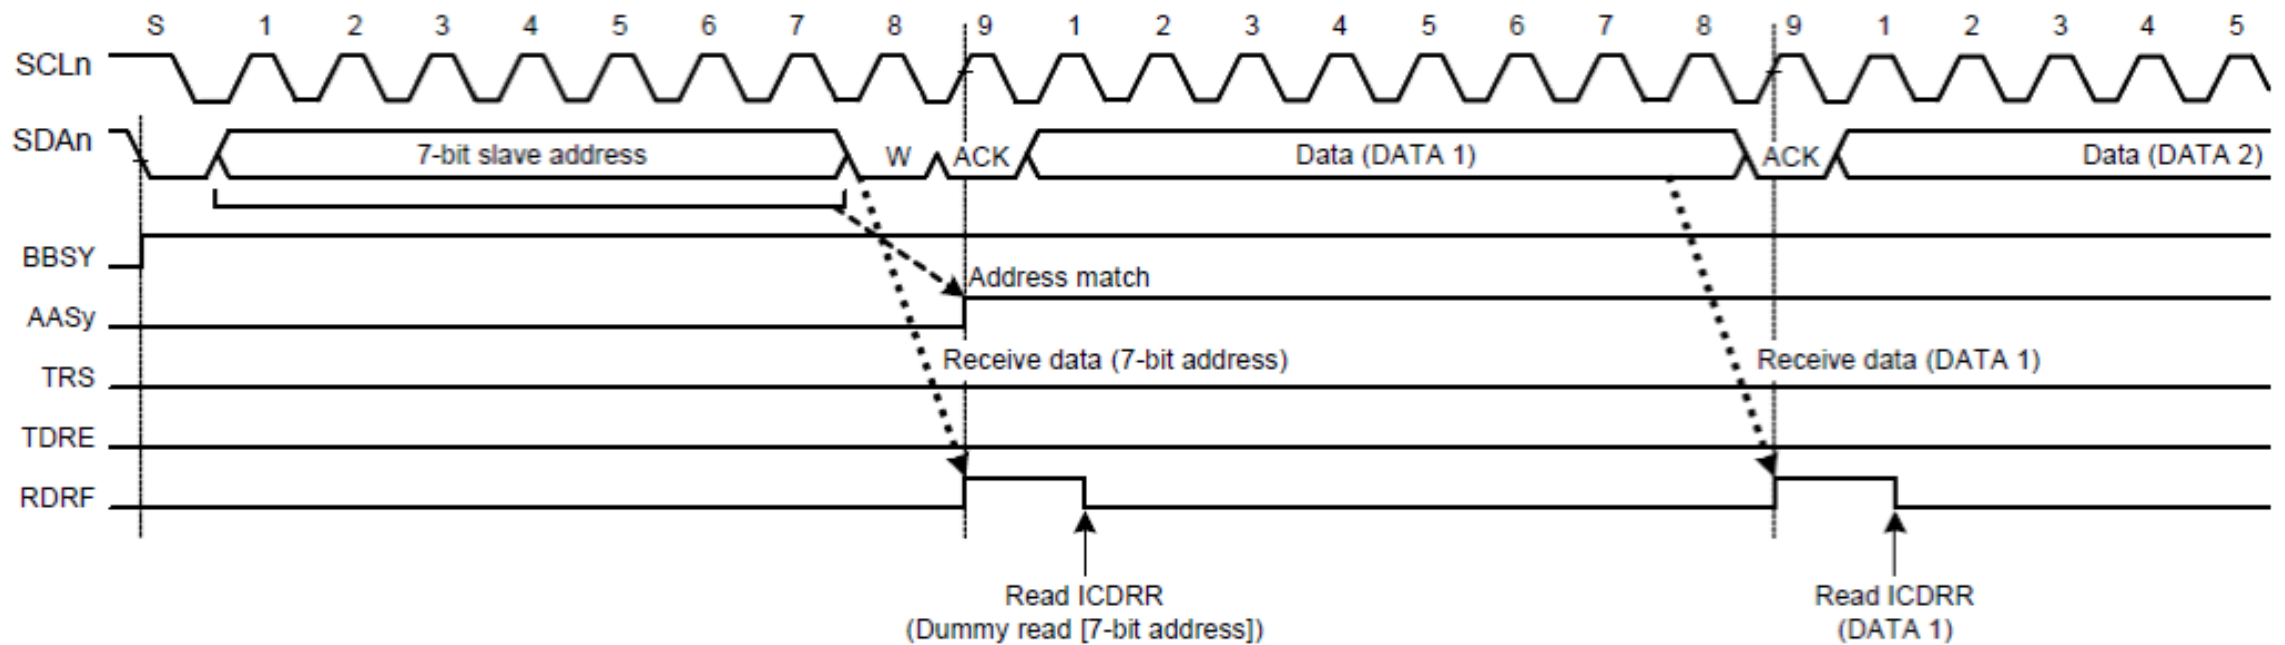 S 1 2 3 4 5 6 7 8 9 1 2 3 4 5 6 7 8 9 1 2 3 4 5
SCLn
SDAn 7-bit slave address W ACK Data (DATA 1) ACK Data (DATA 2)
BBSY
Address match
AASy
Receive data (7-bit address) Receive data (DATA 1)
TRS
TDRE
RDRF
Read ICDRR Read ICDRR
(Dummy read [7-bit address]) (DATA 1)